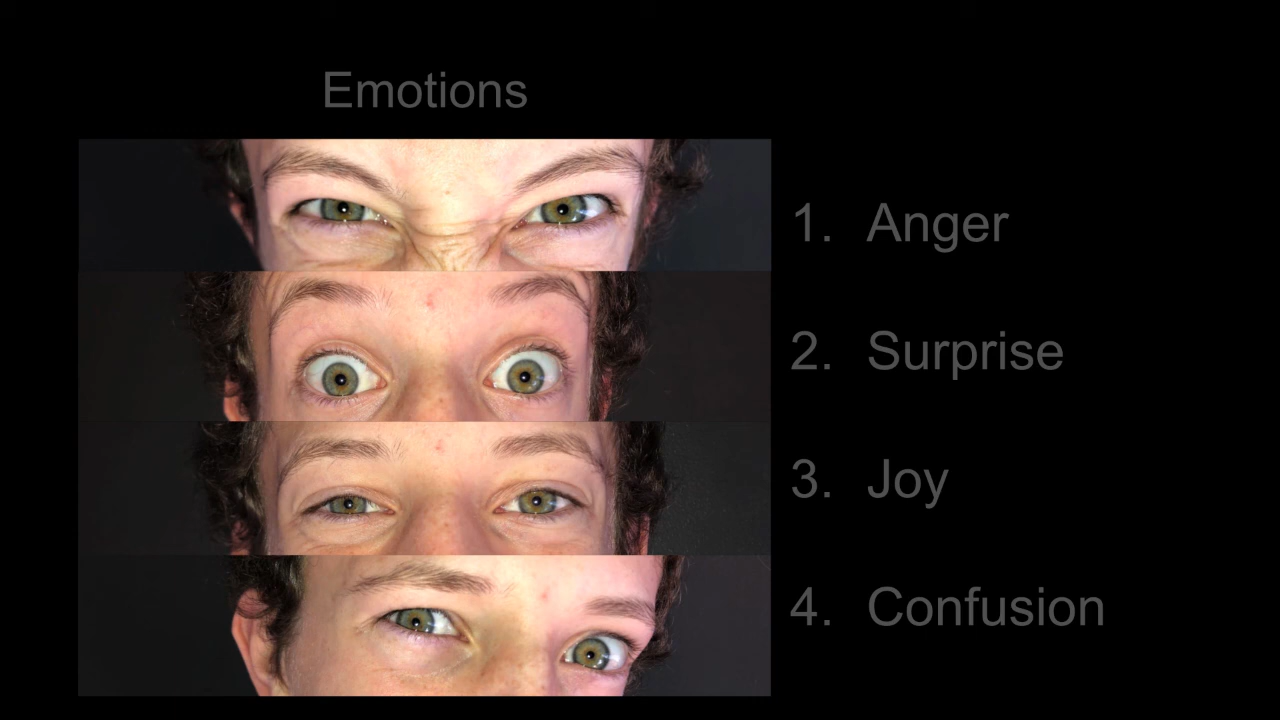 Emotions
1. Anger
2. Surprise
3. Joy
4. Confusion